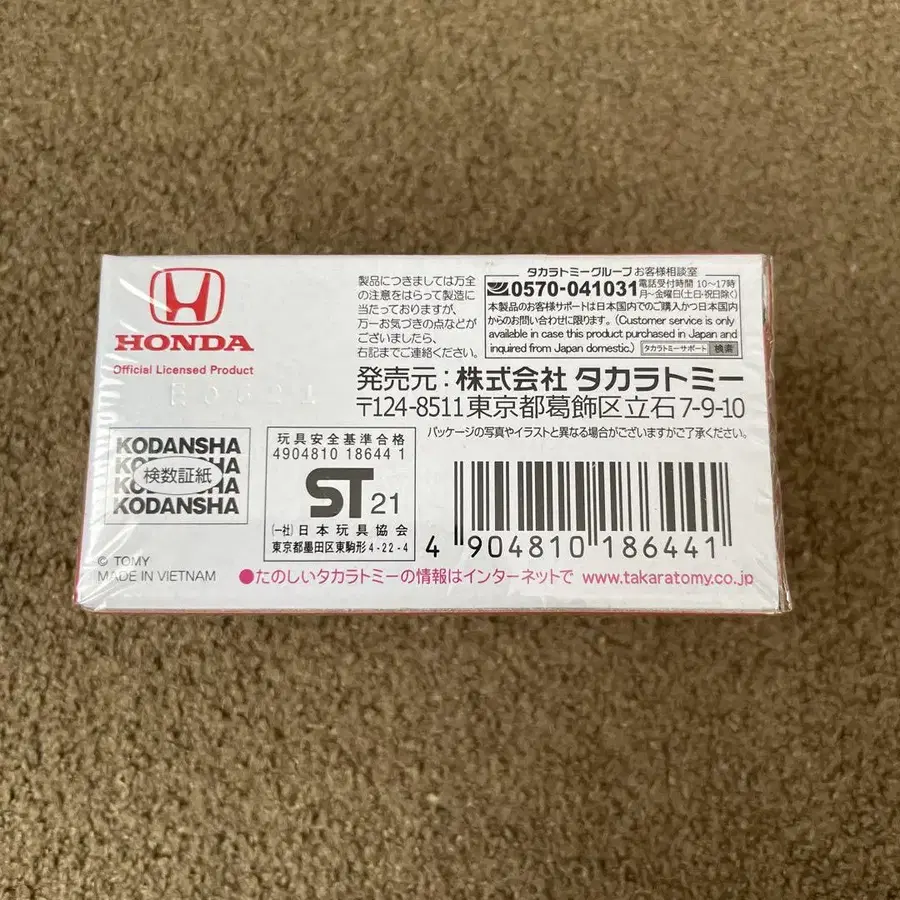 HONDA
Official Licensed Product
製品につきましては万全
の注意をはらって製造に
当たっておりますが、
万一お気づきの点などが
ございましたら、
右記までご連絡ください。
タカラトミーグループ お客様相談室
0570-041031 電話受付時間 10〜17時
月〜金曜日(土日・祝日除く)
本製品のお客様サポートは日本国内でのご購入かつ日本国内
からのお問い合わせに限ります。(Customer service is only
available in case this product purchased in Japan and
inquired from Japan domestic.) タカラトミーサポート 検索
発売元：株式会社 タカラトミー
〒124-8511 東京都葛飾区立石 7-9-10
パッケージの写真やイラストと異なる場合がございますがご了承ください。
KODANSHA
KODANSHA
検数証紙
KODANSHA
KODANSHA
玩具安全基準合格
4904810 18644 1
ST 21
(一社)日本玩具協会
東京都墨田区東駒形 4-22-4
4 904810 186441
© TOMY
MADE IN VIETNAM
●たのしいタカラトミーの情報はインターネットで www.takaratomy.co.jp